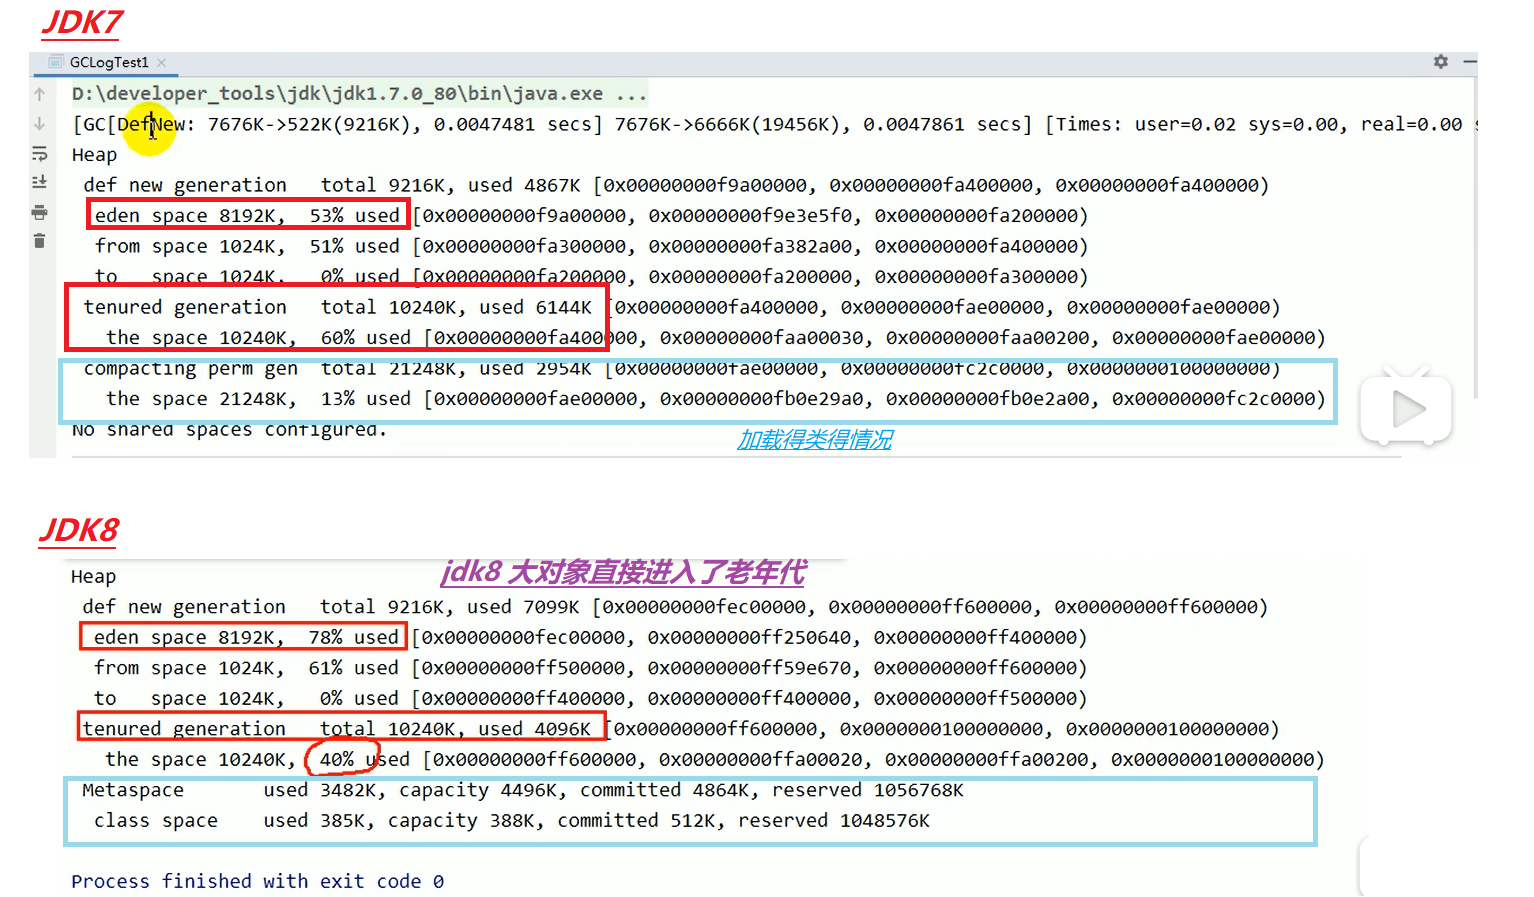 JDK7
GCLogTest1
D:\developer_tools\jdk\jdk1.7.0_80\bin\java.exe ...
[GC[DefNew: 7676K->522K(9216K), 0.0047481 secs] 7676K->6666K(19456K), 0.0047861 secs] [Times: user=0.02 sys=0.00, real=0.00
Heap
def new generation total 9216K, used 4867K [0x00000000f9a00000, 0x00000000fa400000, 0x00000000fa400000)
eden space 8192K, 53% used [0x00000000f9a00000, 0x00000000f9e3e5f0, 0x00000000fa200000)
from space 1024K, 51% used [0x00000000fa300000, 0x00000000fa382a00, 0x00000000fa400000)
to space 1024K, 0% used [0x00000000fa200000, 0x00000000fa200000, 0x00000000fa300000)
tenured generation total 10240K, used 6144K [0x00000000fa400000, 0x00000000fae00000, 0x00000000fae00000)
the space 10240K, 60% used [0x00000000fa400000, 0x00000000faa00030, 0x00000000faa00200, 0x00000000fae00000)
compacting perm gen total 21248K, used 2954K [0x00000000fae00000, 0x00000000fc2c0000, 0x0000000100000000)
the space 21248K, 13% used [0x00000000fae00000, 0x00000000fb0e29a0, 0x00000000fb0e2a00, 0x00000000fc2c0000)
No shared spaces configured.
加载得类得情况
JDK8
jdk8 大对象直接进入了老年代
Heap
def new generation total 9216K, used 7099K [0x00000000fec00000, 0x00000000ff600000, 0x00000000ff600000)
eden space 8192K, 78% used [0x00000000fec00000, 0x00000000ff250640, 0x00000000ff400000)
from space 1024K, 61% used [0x00000000ff500000, 0x00000000ff59e670, 0x00000000ff600000)
to space 1024K, 0% used [0x00000000ff400000, 0x00000000ff400000, 0x00000000ff500000)
tenured generation total 10240K, used 4096K [0x00000000ff600000, 0x0000000100000000, 0x0000000100000000)
the space 10240K, 40% used [0x00000000ff600000, 0x00000000ffa00020, 0x00000000ffa00200, 0x0000000100000000)
Metaspace used 3482K, capacity 4496K, committed 4864K, reserved 1056768K
class space used 385K, capacity 388K, committed 512K, reserved 1048576K
Process finished with exit code 0